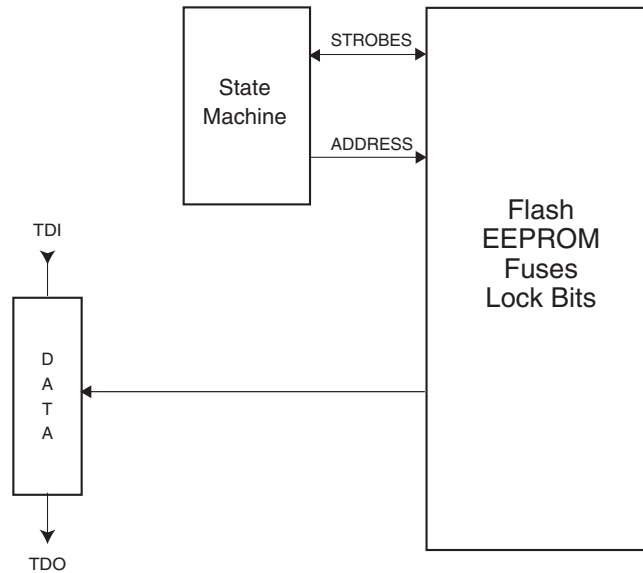 STROBES
State
Machine
ADDRESS
Flash
EEPROM
Fuses
Lock Bits
TDI
D
A
T
A
TDO